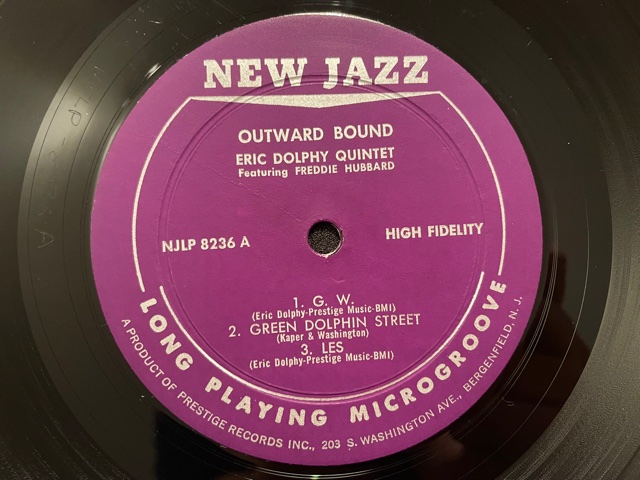 NEW JAZZ
OUTWARD BOUND
ERIC DOLPHY QUINTET
Featuring FREDDIE HUBBARD
NJLP 8236 A
HIGH FIDELITY
1. G. W.
(Eric Dolphy-Prestige Music-BMI)
2. GREEN DOLPHIN STREET
(Kaper & Washington)
3. LES
(Eric Dolphy-Prestige Music-BMI)
LONG PLAYING MICROGROOVE
A PRODUCT OF PRESTIGE RECORDS INC., 203 S. WASHINGTON AVE., BERGENFIELD, N. J.